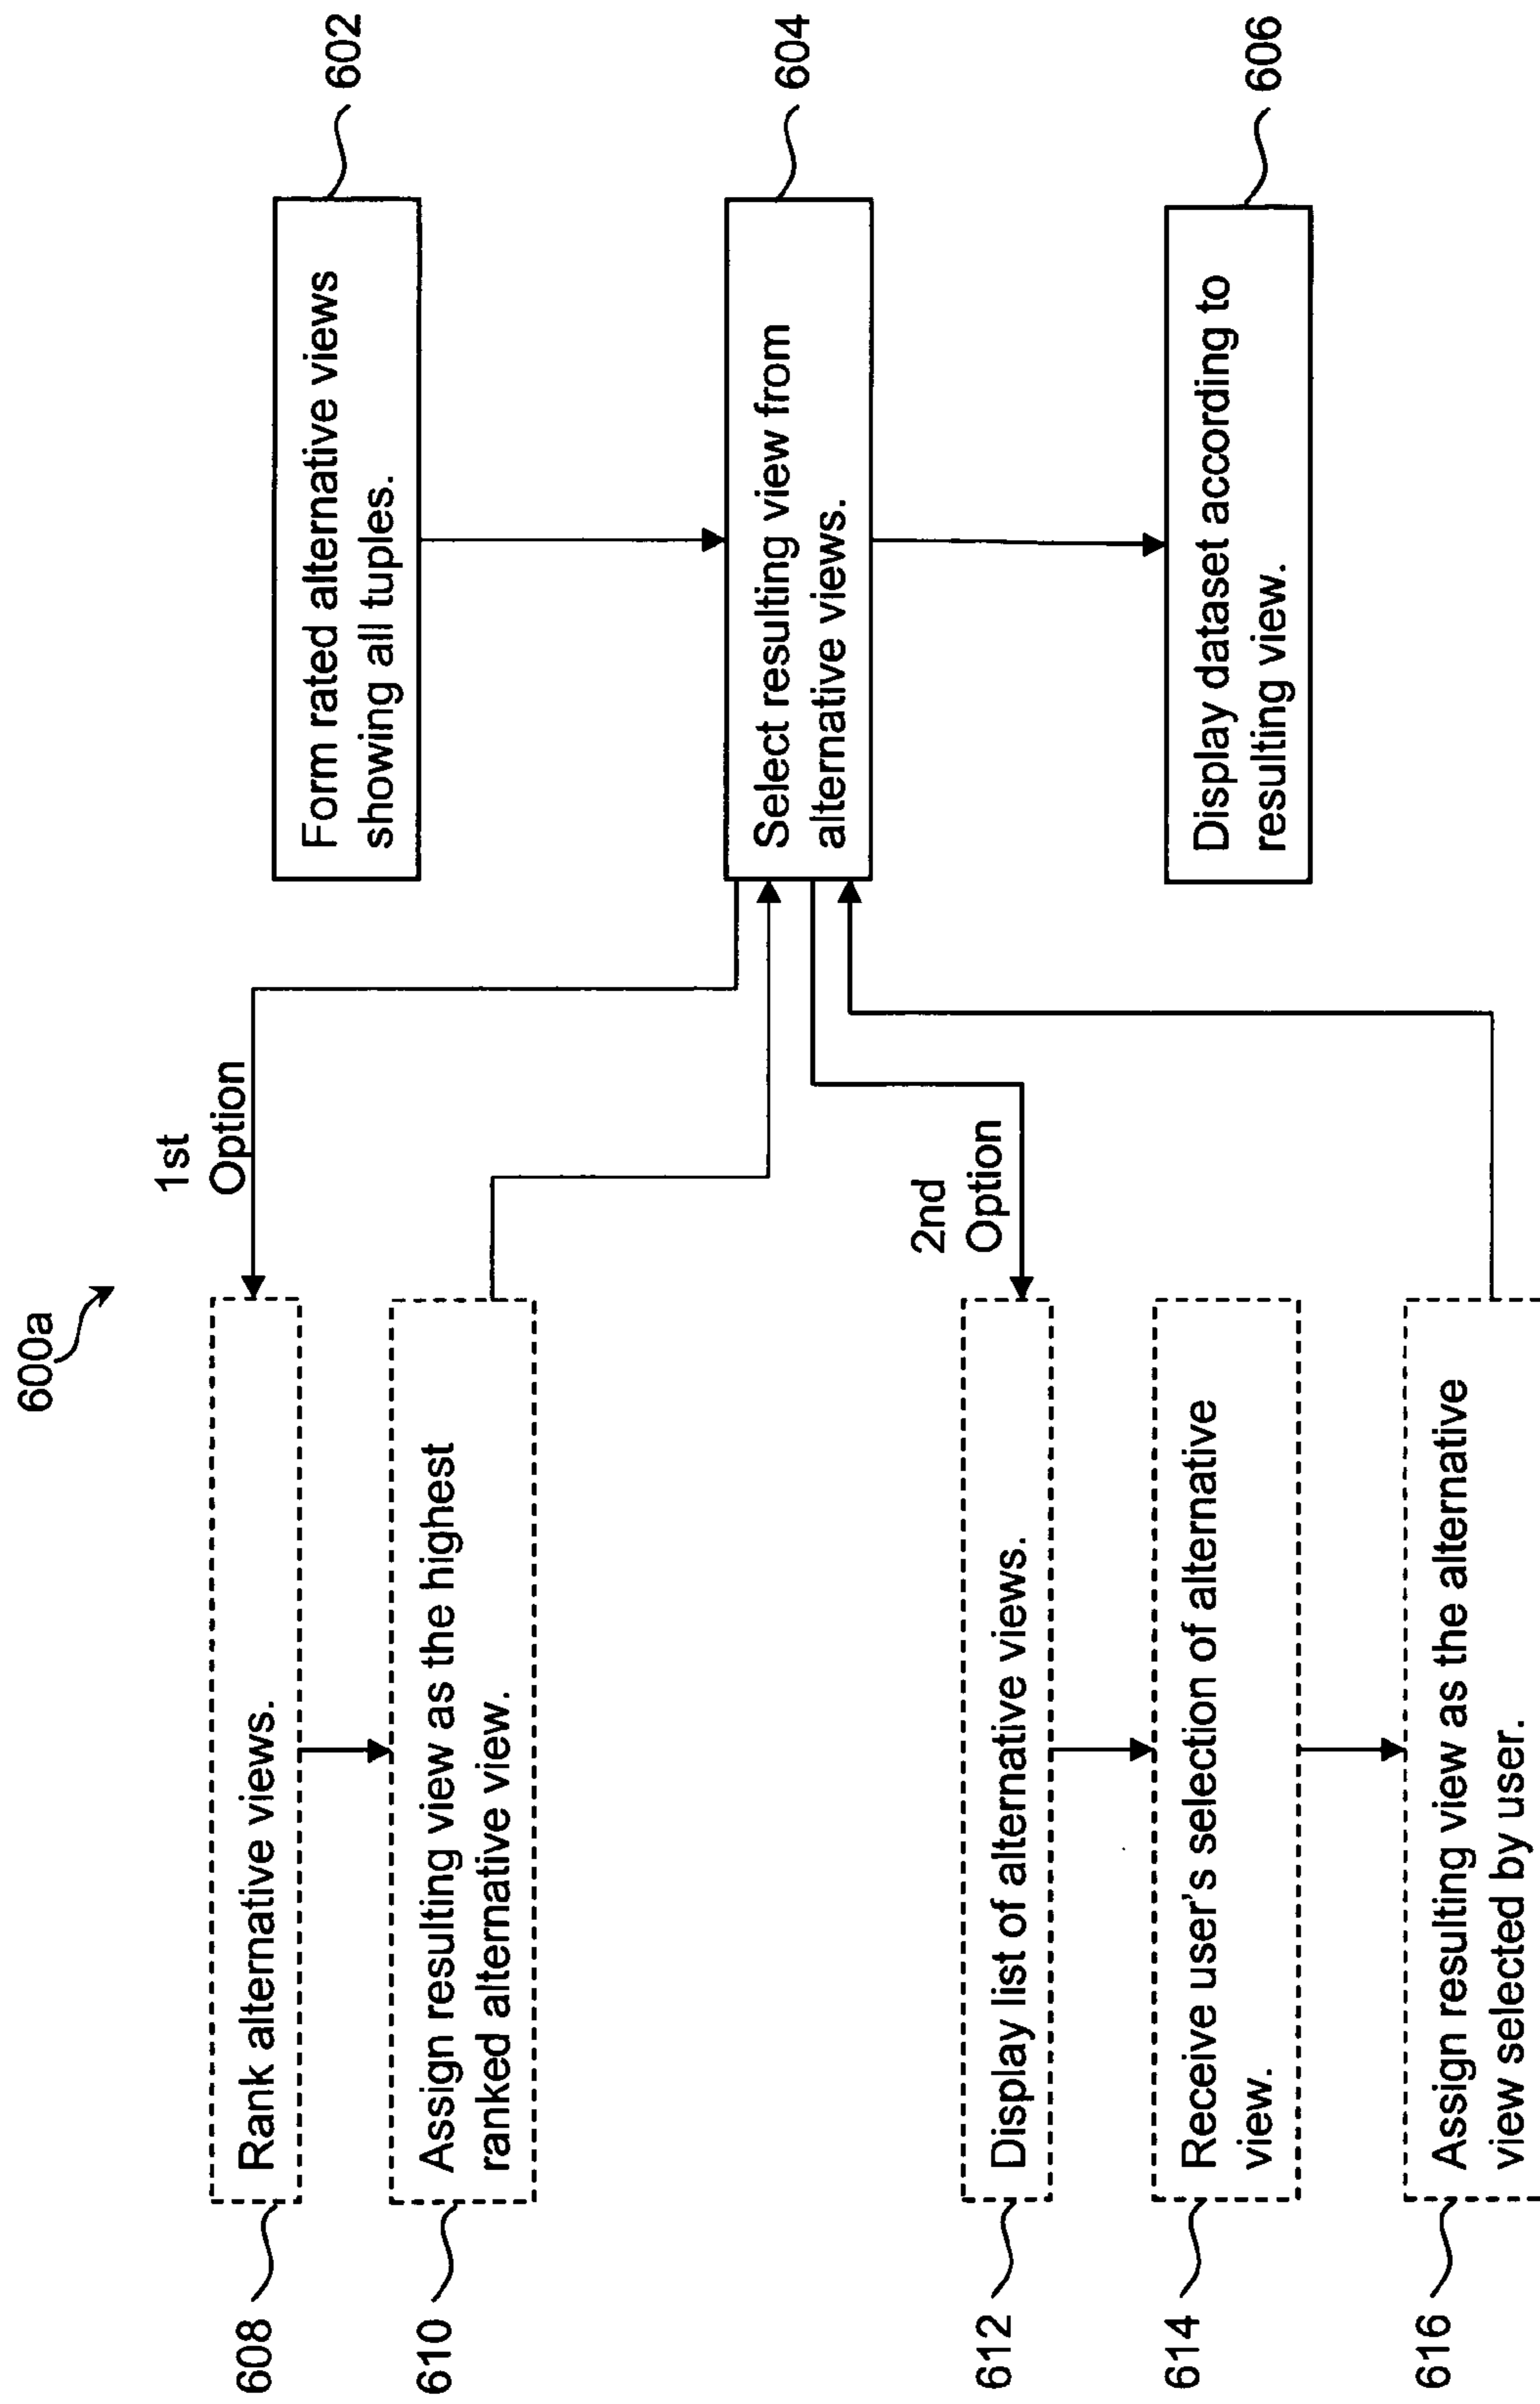 600a
1st
Option
608
Rank alternative views.
610
Assign resulting view as the highest
ranked alternative view.
2nd
Option
612
Display list of alternative views.
614
Receive user's selection of alternative
view.
616
Assign resulting view as the alternative
view selected by user.
602
Form rated alternative views
showing all tuples.
604
Select resulting view from
alternative views.
606
Display dataset according to
resulting view.